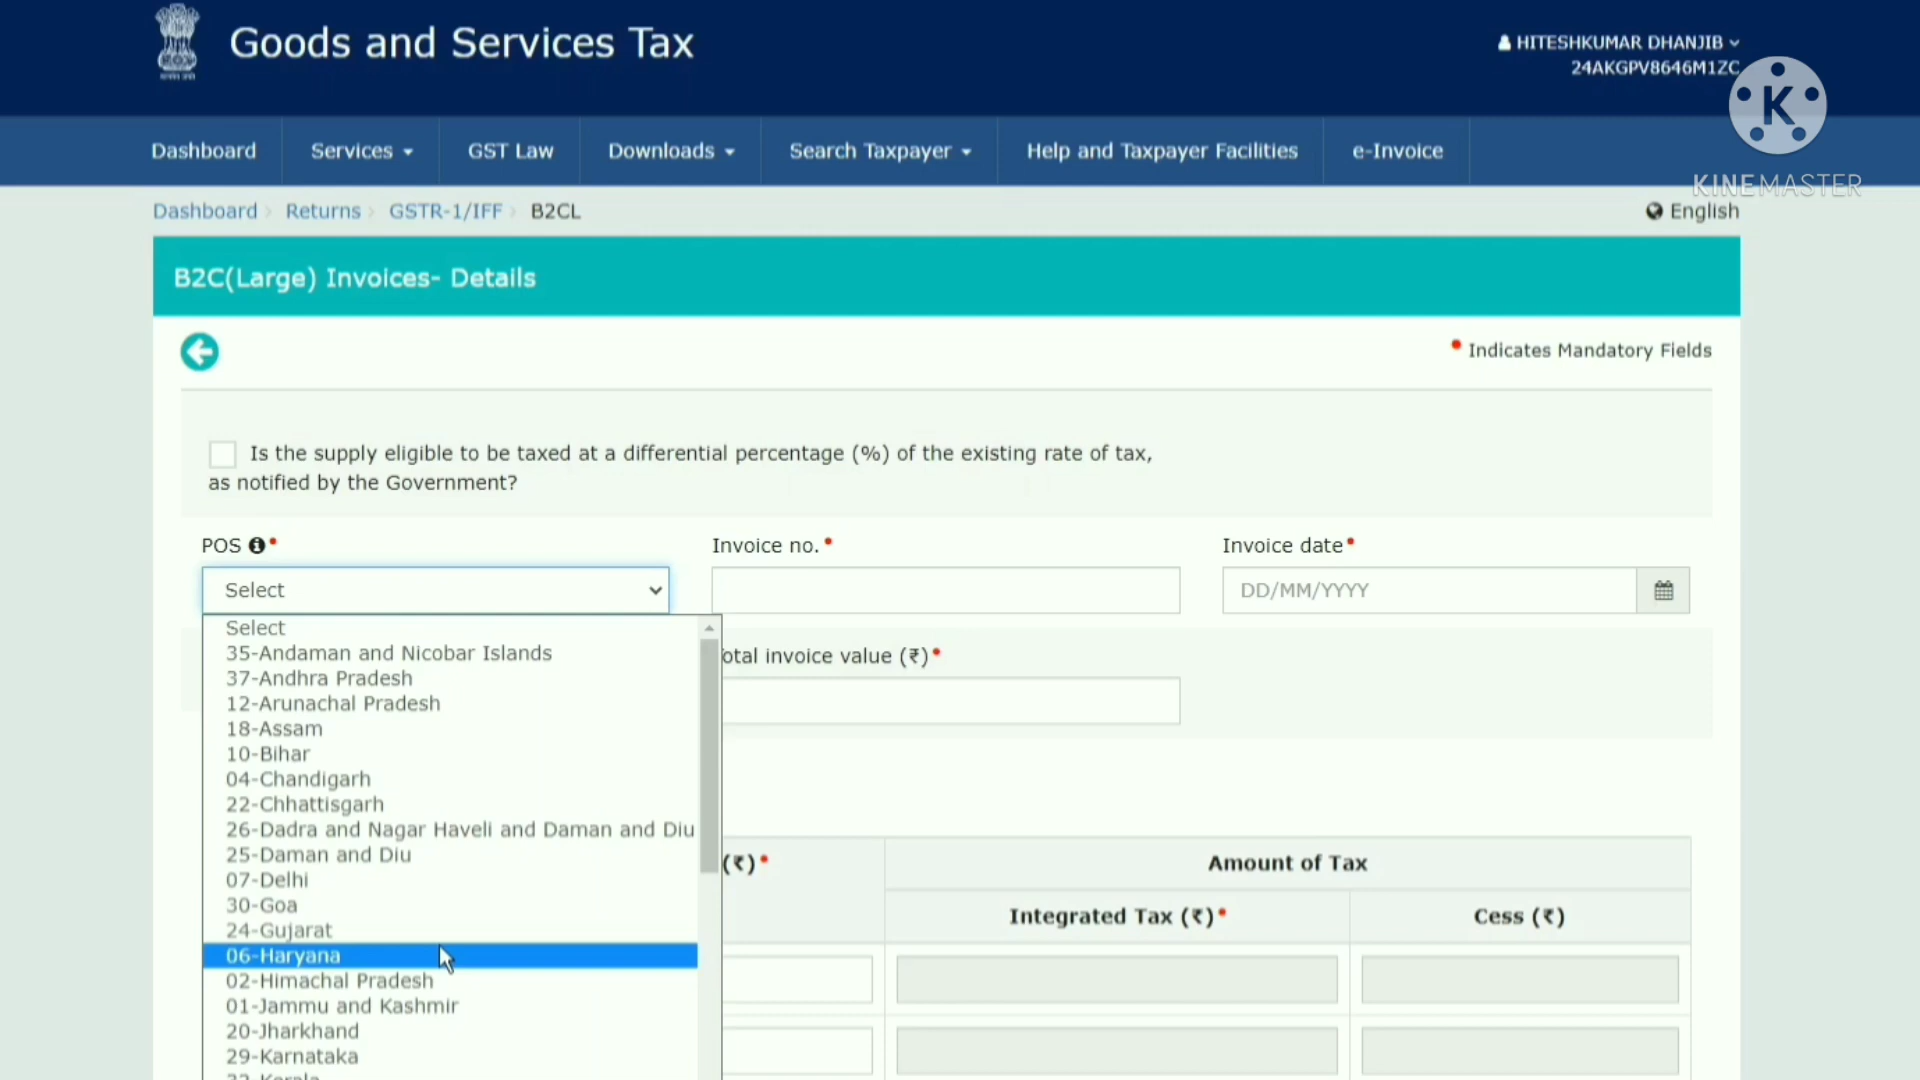 Goods and Services Tax
HITESHKUMAR DHANJIB
24AKGPV8646M1ZC
K
KINEMASTER
Dashboard
Services
GST Law
Downloads
Search Taxpayer
Help and Taxpayer Facilities
e-Invoice
Dashboard › Returns › GSTR-1/IFF › B2CL
English
B2C(Large) Invoices- Details
• Indicates Mandatory Fields
Is the supply eligible to be taxed at a differential percentage (%) of the existing rate of tax,
as notified by the Government?
POS •
Invoice no. •
Invoice date •
Select
DD/MM/YYYY
Select
35-Andaman and Nicobar Islands
37-Andhra Pradesh
12-Arunachal Pradesh
18-Assam
10-Bihar
04-Chandigarh
22-Chhattisgarh
26-Dadra and Nagar Haveli and Daman and Diu
25-Daman and Diu
07-Delhi
30-Goa
24-Gujarat
06-Haryana
02-Himachal Pradesh
01-Jammu and Kashmir
20-Jharkhand
29-Karnataka
otal invoice value (₹) •
(₹) •
Amount of Tax
Integrated Tax (₹) •
Cess (₹)